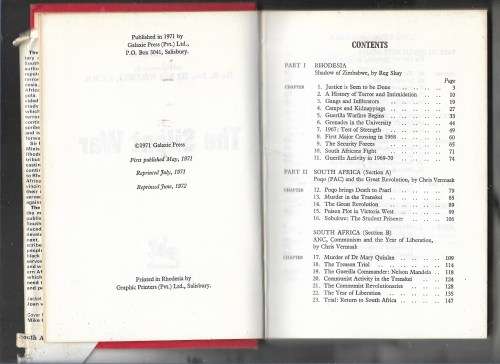 Published in 1971 by
Galaxie Press (Pvt.) Ltd.,
P.O. Box 3041, Salisbury.
©1971 Galaxie Press
First published May, 1971
Reprinted July, 1971
Reprinted June, 1972
Printed in Rhodesia by
Graphic Printers (Pvt.) Ltd., Salisbury.
CONTENTS
PART I RHODESIA
Shadow of Zimbabwe, by Reg Shay
Page
CHAPTER 1. Justice is Seen to be Done 3
2. A History of Terror and Intimidation 10
3. Gangs and Infiltrators 19
4. Camps and Kidnappings 27
5. Guerilla Warfare Begins 33
6. Grenades in the University 44
7. 1967: Test of Strength 49
8. First Major Crossing in 1968 60
9. The Security Forces 65
10. South Africans Fight 71
11. Guerilla Activity in 1969-70 74
PART II SOUTH AFRICA (Section A)
Poqo (PAC) and the Great Revolution, by Chris Vermaak
CHAPTER 12. Poqo brings Death to Paarl 79
13. Murder in the Transkei 85
14. The Great Revolution 89
15. Poison Plot in Victoria West 99
16. Sobukwe: The Student Prisoner 105
SOUTH AFRICA (Section B)
ANC, Communism and the Year of Liberation,
by Chris Vermaak
CHAPTER 17. Murder of Dr Mary Quinlan 109
18. The Treason Trial 114
19. The Guerilla Commander: Nelson Mandela 118
20. Communist Activity in the Transkei 124
21. The Communist Revolutionaries 128
22. The Year of Liberation 135
23. Trial: Return to South Africa 147